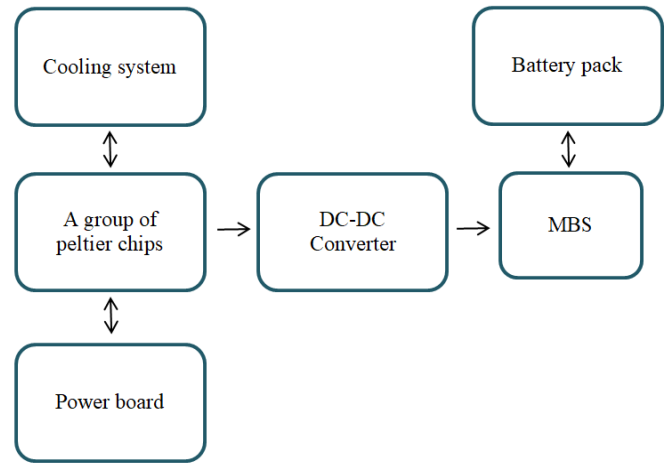 Cooling system
Battery pack
A group of
peltier chips
DC-DC
Converter
MBS
Power board